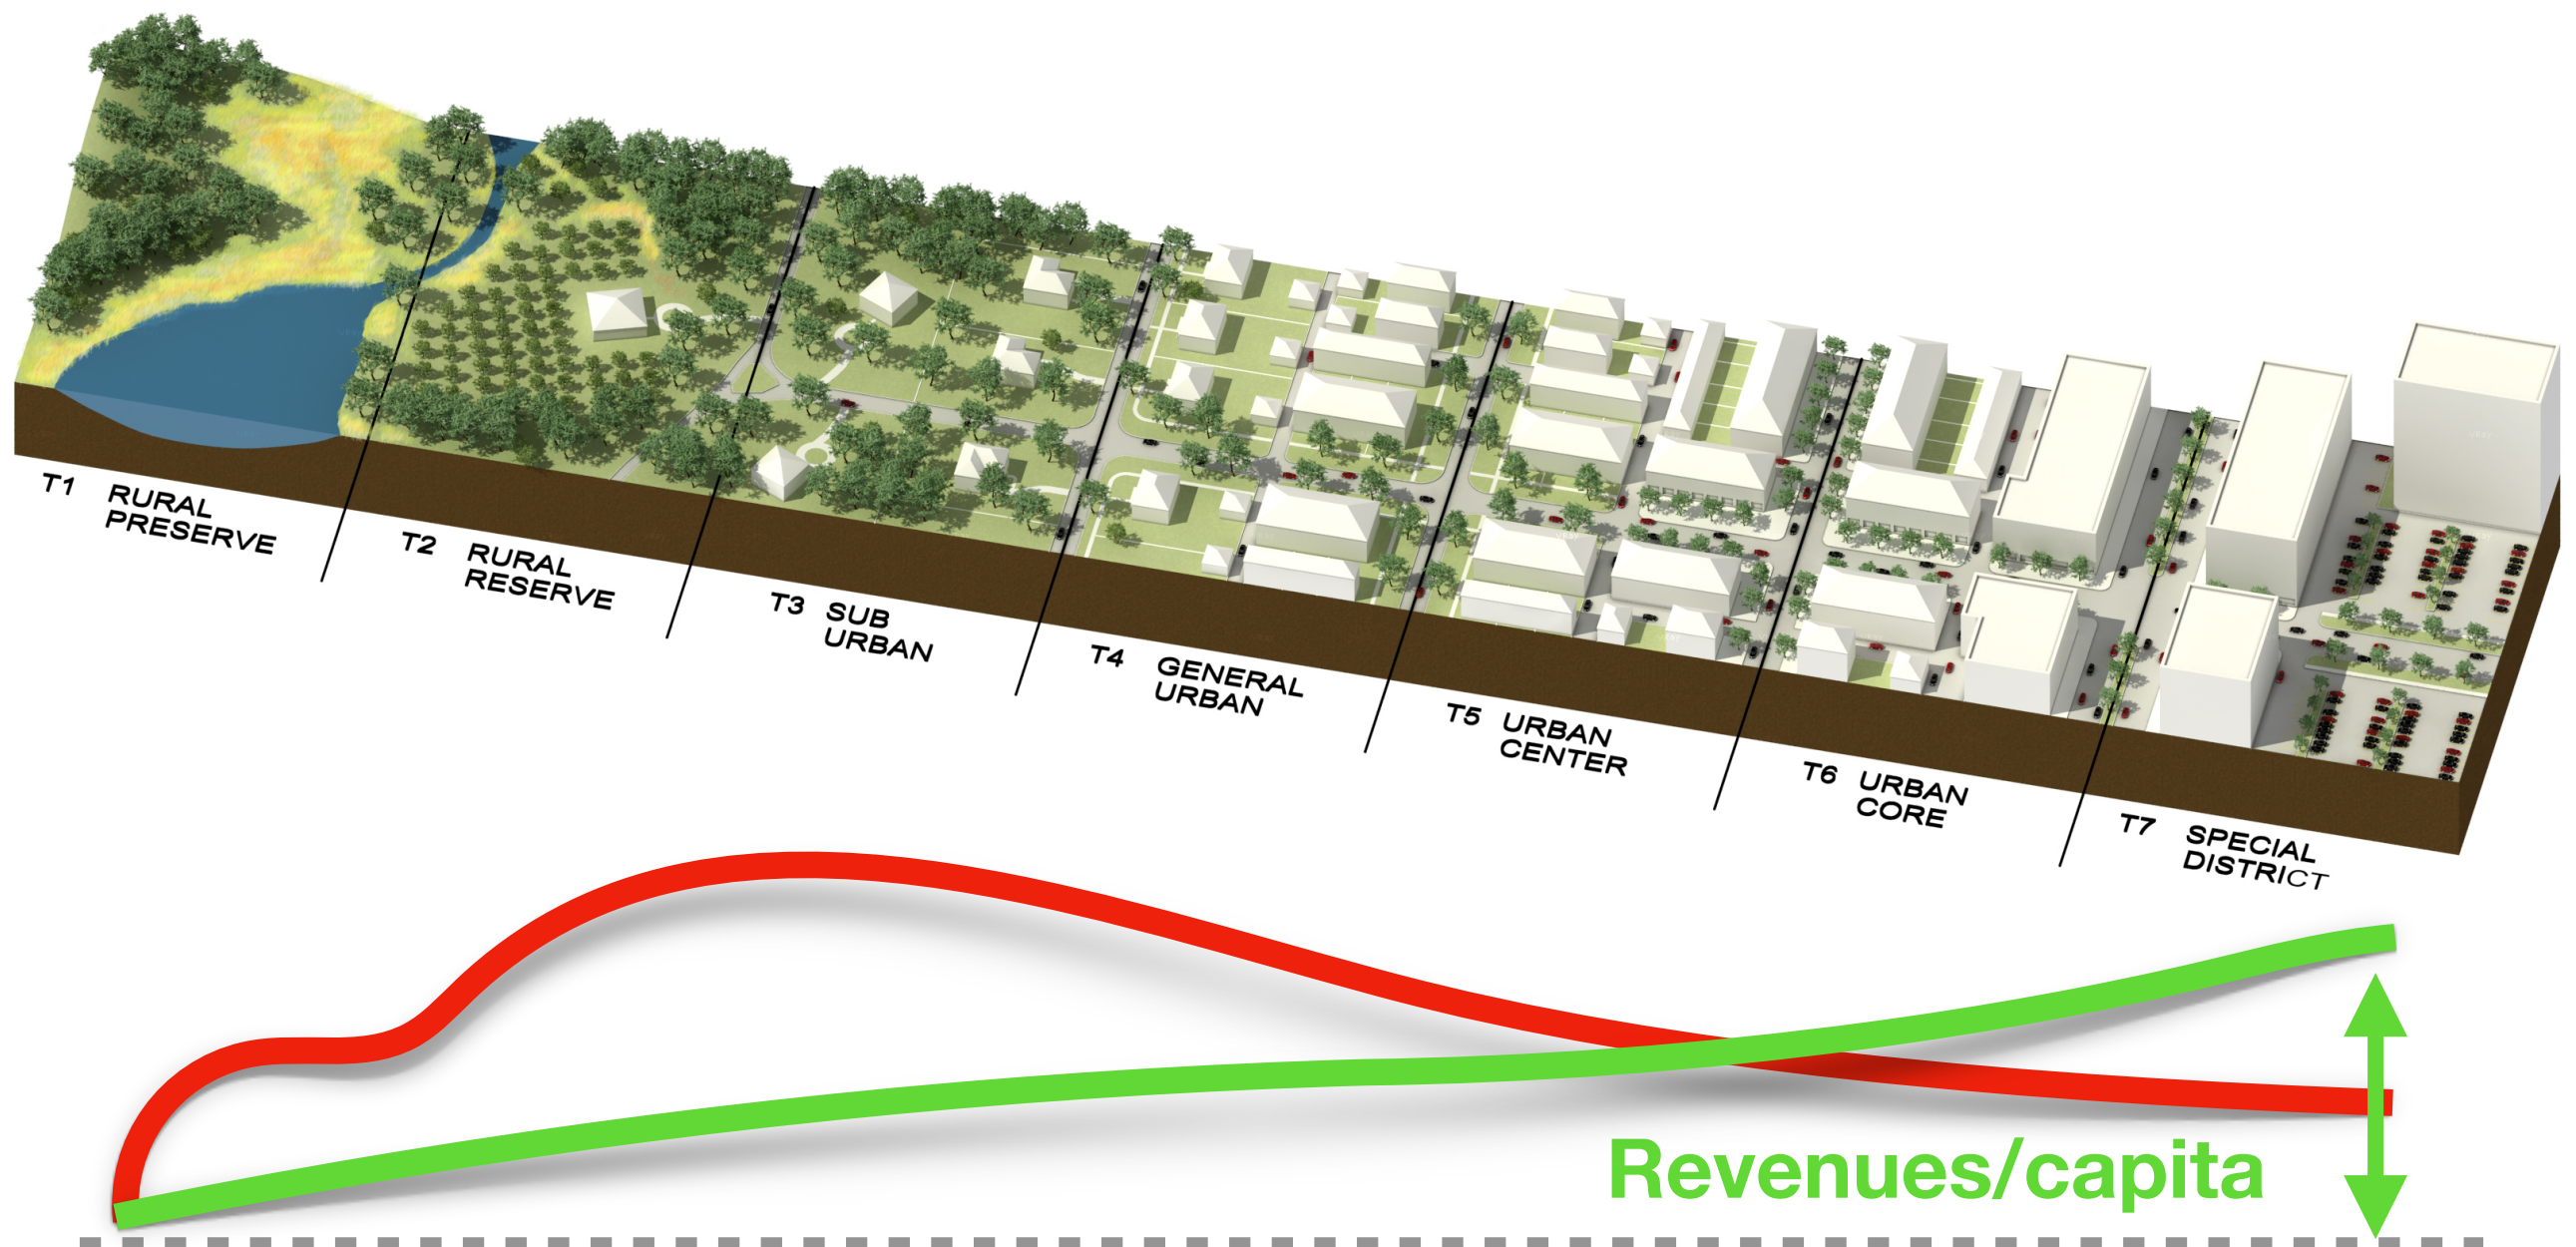 T1 RURAL
PRESERVE
T2 RURAL
RESERVE
T3 SUB
URBAN
T4 GENERAL
URBAN
T5 URBAN
CENTER
T6 URBAN
CORE
T7 SPECIAL
DISTRICT
Revenues/capita